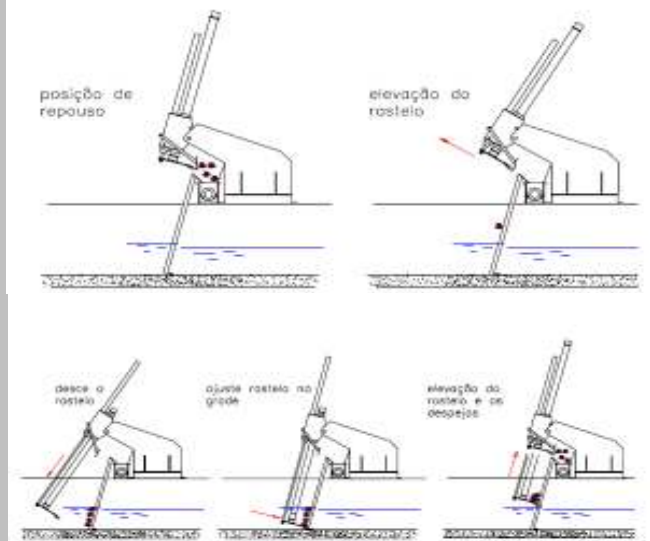 posição de
repouso
elevação do
rastelo
desce o
rastelo
ajuste rastelo na
grade
elevação do
rastelo e os
despejos